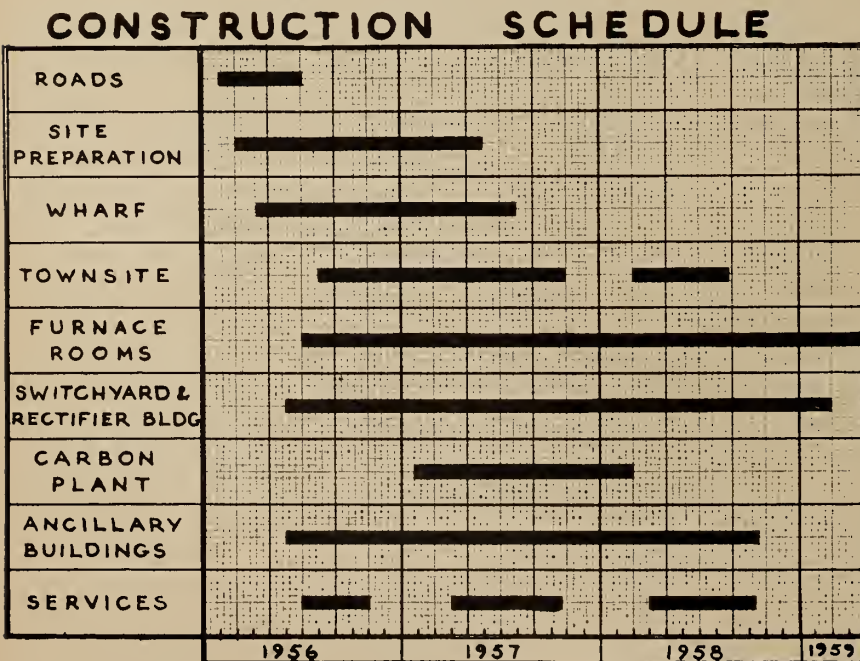 CONSTRUCTION SCHEDULE
ROADS
SITE
PREPARATION
WHARF
TOWNSITE
FURNACE
ROOMS
SWITCHYARD &
RECTIFIER BLDG
CARBON
PLANT
ANCILLARY
BUILDINGS
SERVICES
1956 1957 1958 1959